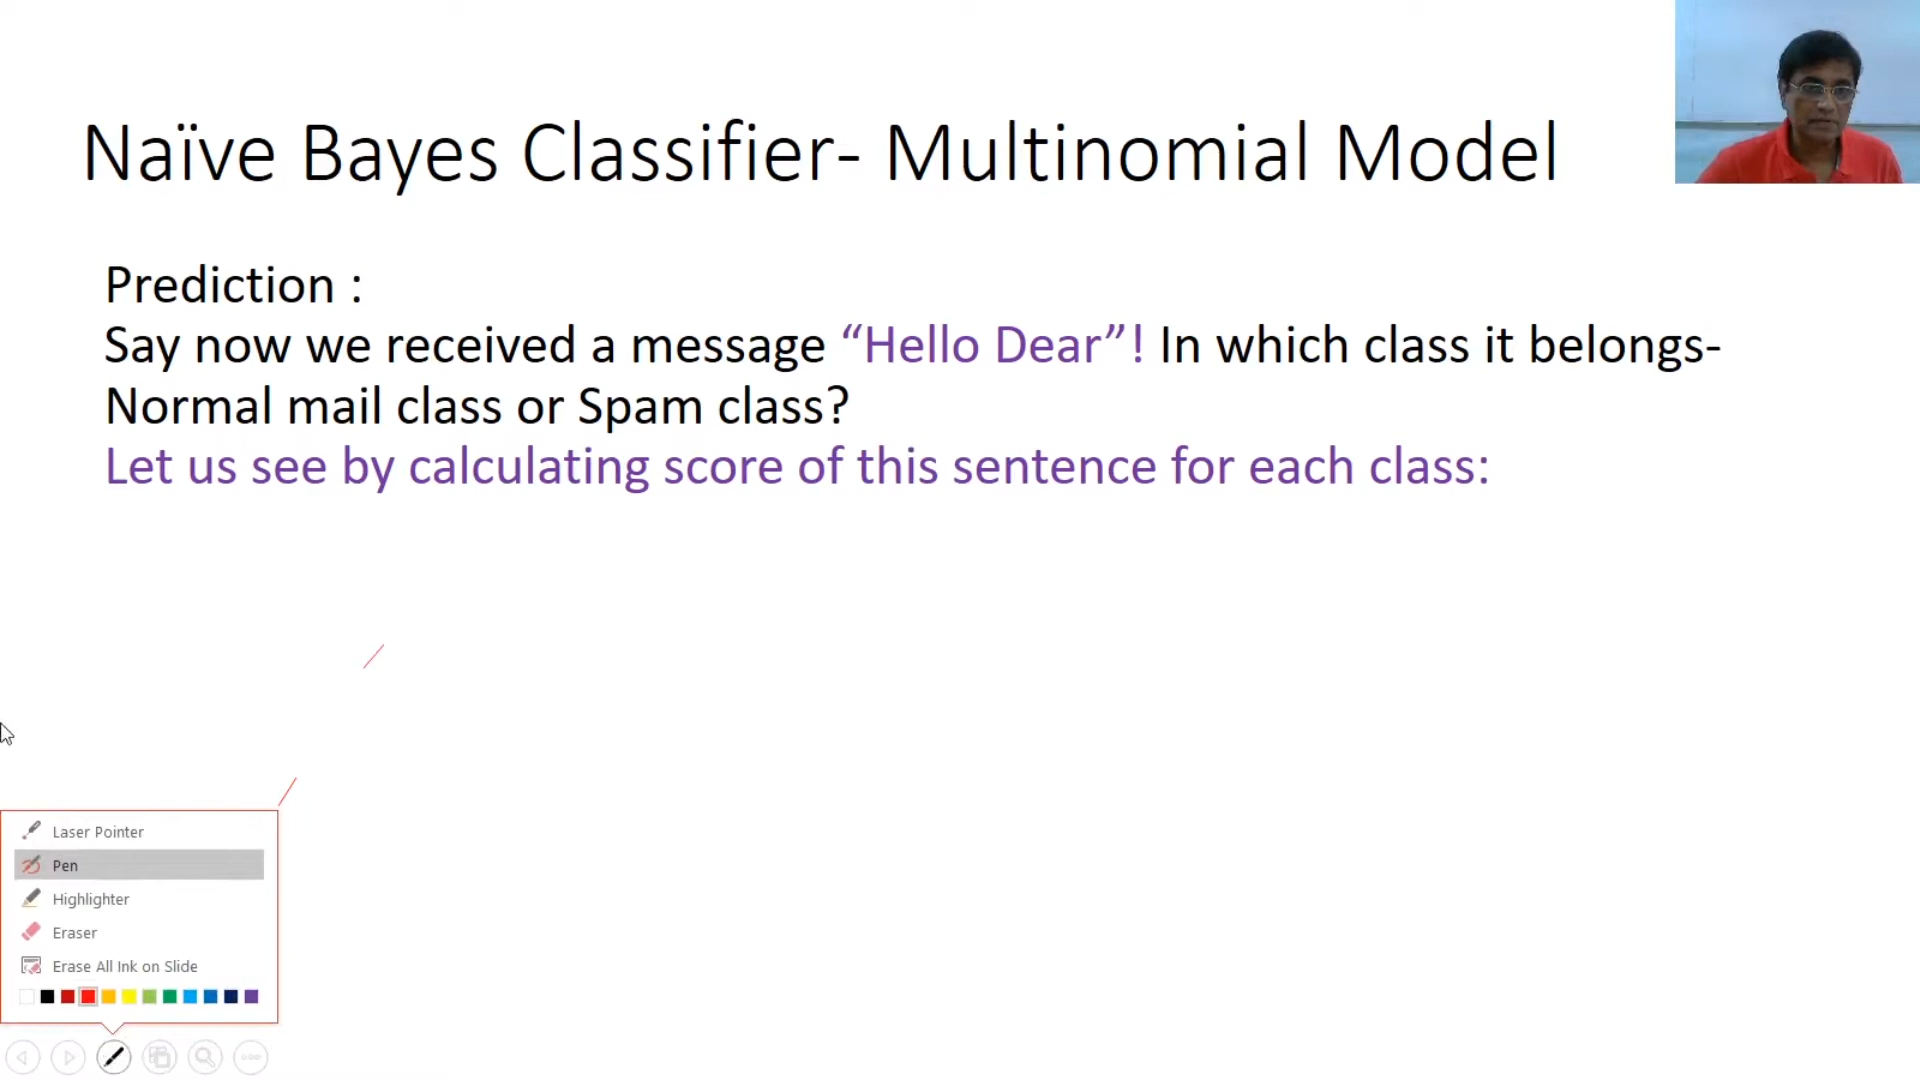 Naïve Bayes Classifier- Multinomial Model
Prediction :
Say now we received a message “Hello Dear”! In which class it belongs-
Normal mail class or Spam class?
Let us see by calculating score of this sentence for each class:
Laser Pointer
Pen
Highlighter
Eraser
Erase All Ink on Slide